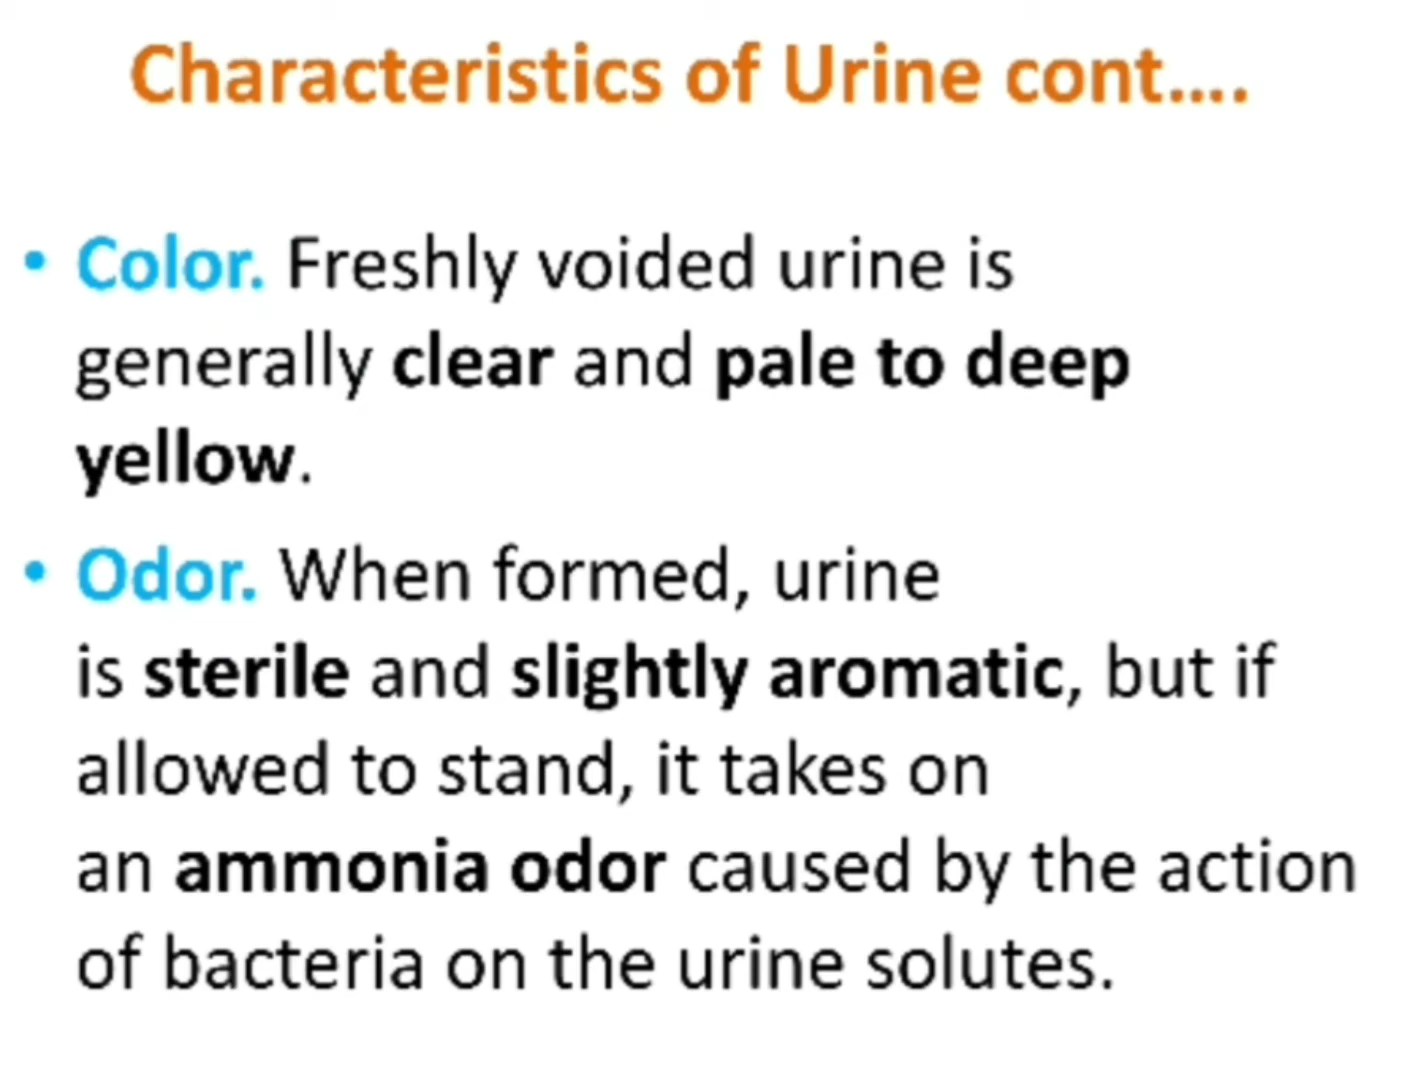 Characteristics of Urine cont....
• Color. Freshly voided urine is
generally clear and pale to deep
yellow.
• Odor. When formed, urine
is sterile and slightly aromatic, but if
allowed to stand, it takes on
an ammonia odor caused by the action
of bacteria on the urine solutes.